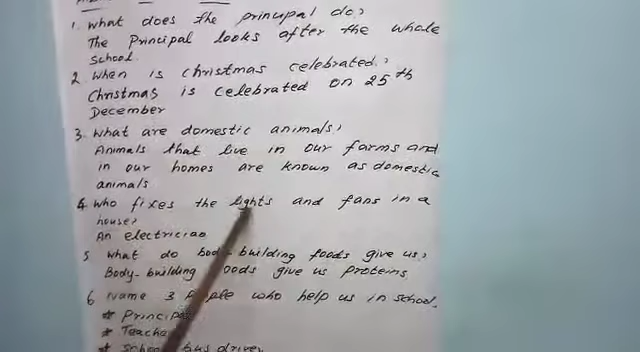 1. What does the principal do?
The Principal looks after the whole
school.
2. When is christmas celebrated?
Christmas is celebrated on 25th
December
3. What are domestic animals?
Animals that live in our farms and
in our homes are known as domestic
animals
4. Who fixes the lights and fans in a
house?
An electrician
5 What do body building foods give us?
Body-building foods give us proteins
6 Name 3 people who help us in school.
* Principal
* Teacher
* School bus driver